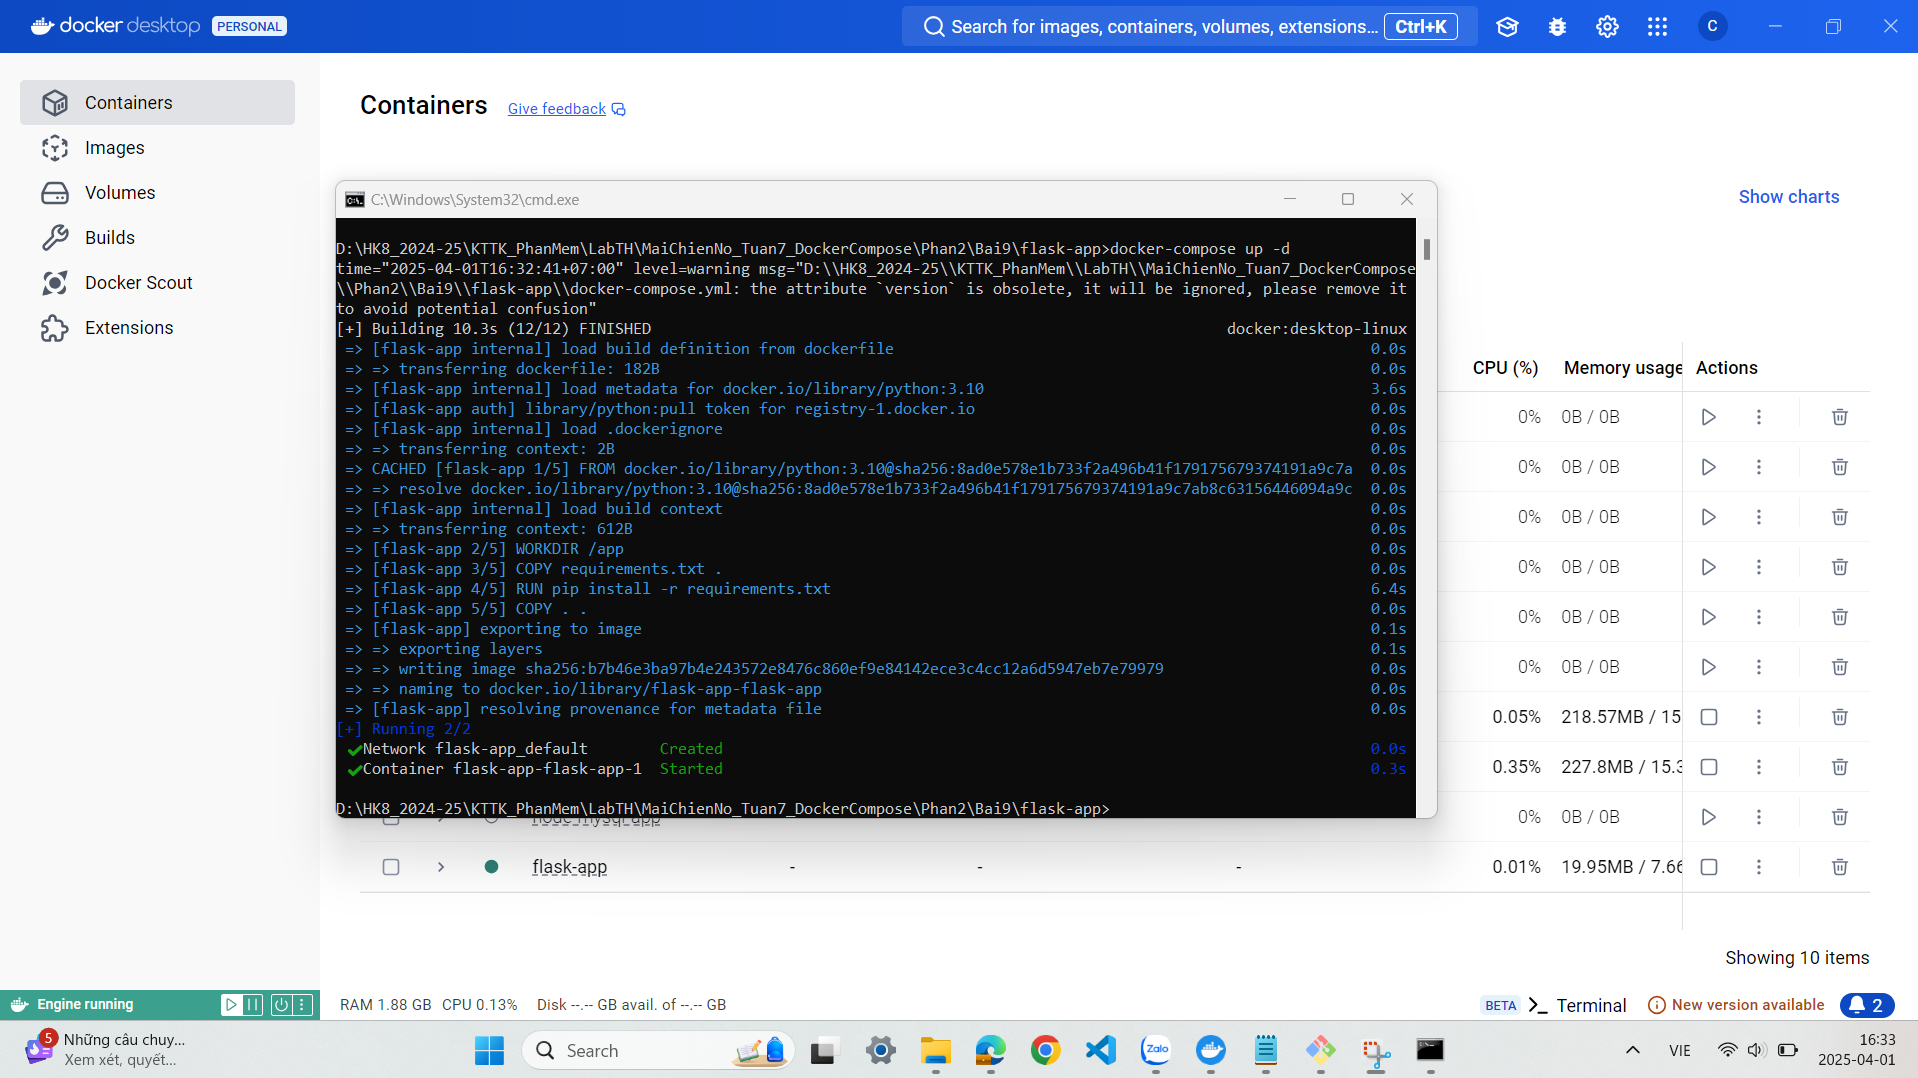 docker desktop PERSONAL
Search for images, containers, volumes, extensions... Ctrl+K
C
Containers
Images
Volumes
Builds
Docker Scout
Extensions
Containers Give feedback
Show charts
C:\Windows\System32\cmd.exe
D:\HK8_2024-25\KTTK_PhanMem\LabTH\MaiChienNo_Tuan7_DockerCompose\Phan2\Bai9\flask-app>docker-compose up -d
time="2025-04-01T16:32:41+07:00" level=warning msg="D:\\HK8_2024-25\\KTTK_PhanMem\\LabTH\\MaiChienNo_Tuan7_DockerCompose
\\Phan2\\Bai9\\flask-app\\docker-compose.yml: the attribute `version` is obsolete, it will be ignored, please remove it
to avoid potential confusion"
[+] Building 10.3s (12/12) FINISHED docker:desktop-linux
=> [flask-app internal] load build definition from dockerfile 0.0s
=> => transferring dockerfile: 182B 0.0s
=> [flask-app internal] load metadata for docker.io/library/python:3.10 3.6s
=> [flask-app auth] library/python:pull token for registry-1.docker.io 0.0s
=> [flask-app internal] load .dockerignore 0.0s
=> => transferring context: 2B 0.0s
=> CACHED [flask-app 1/5] FROM docker.io/library/python:3.10@sha256:8ad0e578e1b733f2a496b41f179175679374191a9c7a 0.0s
=> => resolve docker.io/library/python:3.10@sha256:8ad0e578e1b733f2a496b41f179175679374191a9c7ab8c63156446094a9c 0.0s
=> [flask-app internal] load build context 0.0s
=> => transferring context: 612B 0.0s
=> [flask-app 2/5] WORKDIR /app 0.0s
=> [flask-app 3/5] COPY requirements.txt . 0.0s
=> [flask-app 4/5] RUN pip install -r requirements.txt 6.4s
=> [flask-app 5/5] COPY . . 0.0s
=> [flask-app] exporting to image 0.1s
=> => exporting layers 0.1s
=> => writing image sha256:b7b46e3ba97b4e243572e8476c860ef9e84142ece3c4cc12a6d5947eb7e79979 0.0s
=> => naming to docker.io/library/flask-app-flask-app 0.0s
=> [flask-app] resolving provenance for metadata file 0.0s
[+] Running 2/2
Network flask-app_default Created 0.0s
Container flask-app-flask-app-1 Started 0.3s
D:\HK8_2024-25\KTTK_PhanMem\LabTH\MaiChienNo_Tuan7_DockerCompose\Phan2\Bai9\flask-app>
CPU (%) Memory usage Actions
0% 0B / 0B
0% 0B / 0B
0% 0B / 0B
0% 0B / 0B
0% 0B / 0B
0% 0B / 0B
0.05% 218.57MB / 15
0.35% 227.8MB / 15.3
node-mysql-app 0% 0B / 0B
flask-app - - - 0.01% 19.95MB / 7.66
Showing 10 items
Engine running
RAM 1.88 GB CPU 0.13% Disk --.-- GB avail. of --.-- GB
BETA Terminal New version available 2
5
Những câu chuy...
Xem xét, quyết...
Search
Zalo
VIE
16:33
2025-04-01